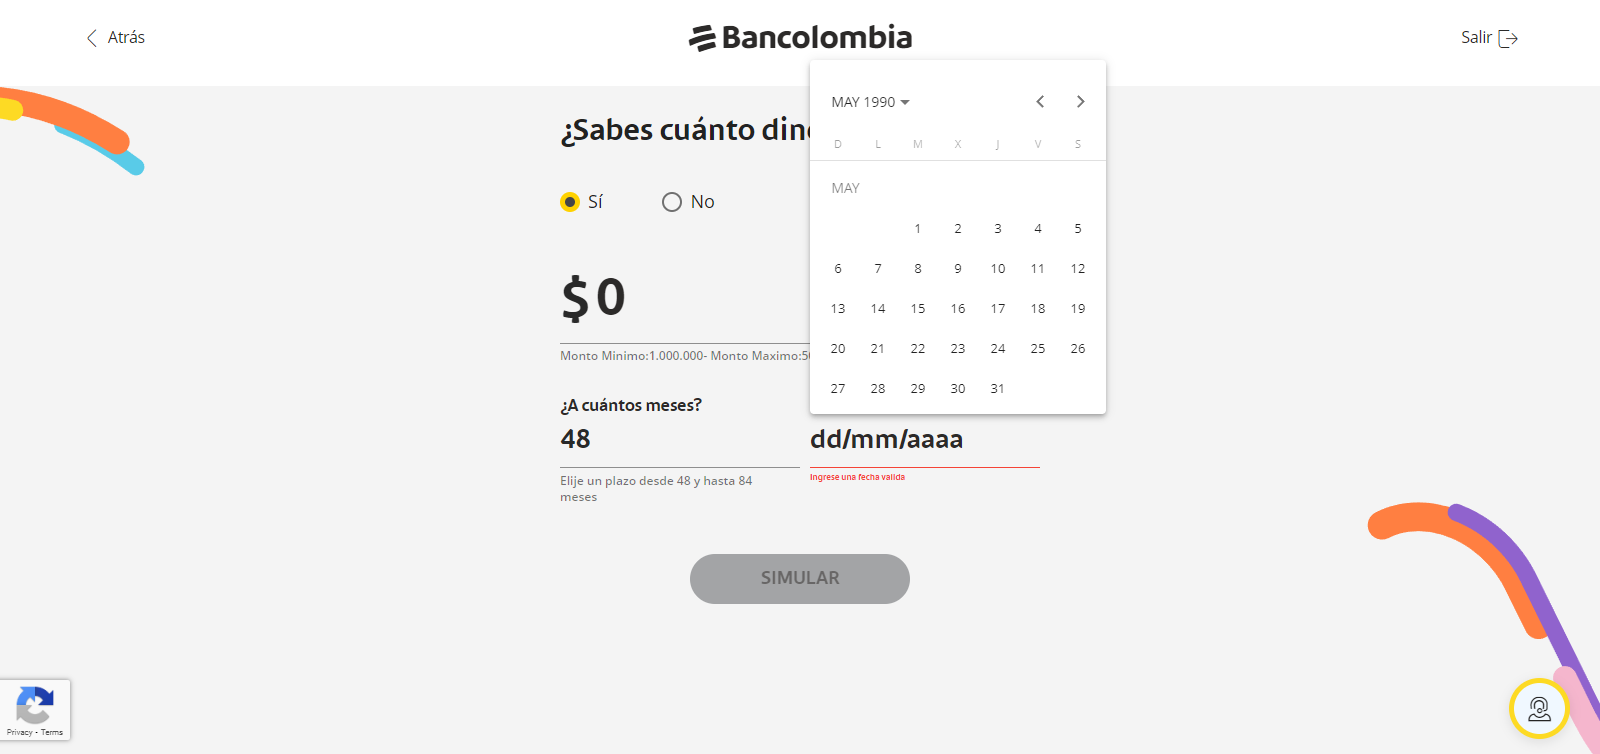 Atrás
Bancolombia
Salir
¿Sabes cuánto din
MAY 1990
D L M X J V S
MAY
1 2 3 4 5
6 7 8 9 10 11 12
13 14 15 16 17 18 19
20 21 22 23 24 25 26
27 28 29 30 31
Sí
No
$ 0
Monto Minimo:1.000.000- Monto Maximo:50
¿A cuántos meses?
48
Elije un plazo desde 48 y hasta 84
meses
dd/mm/aaaa
Ingrese una fecha valida
SIMULAR
Privacy - Terms